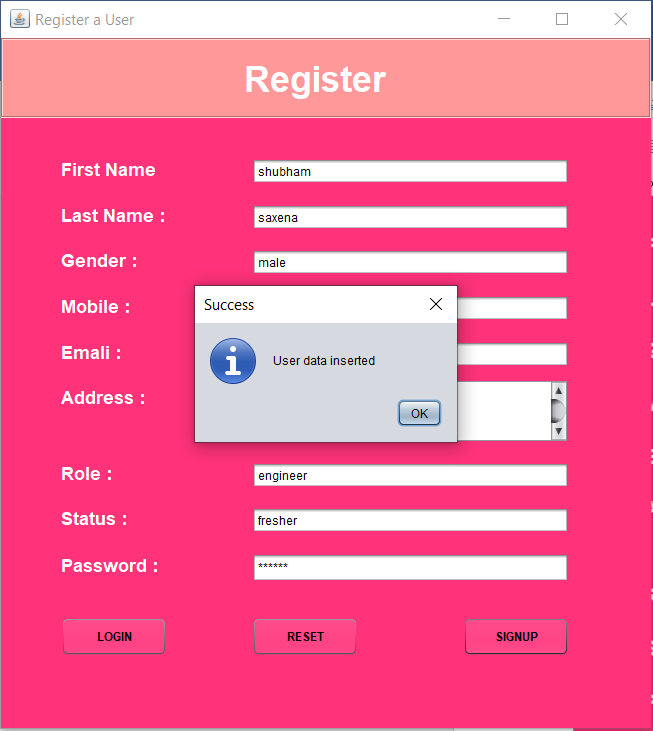 Register a User
Register
First Name shubham
Last Name : saxena
Gender : male
Mobile :
Success
Emali :
User data inserted
Address :
OK
Role : engineer
Status : fresher
Password : ******
LOGIN RESET SIGNUP